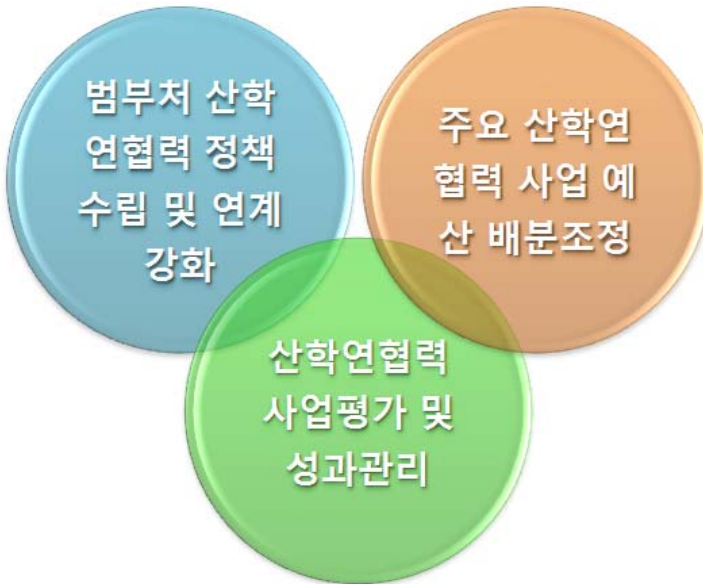 범부처 산학
연협력 정책
수립 및 연계
강화
주요 산학연
협력 사업 예
산 배분조정
산학연협력
사업평가 및
성과관리